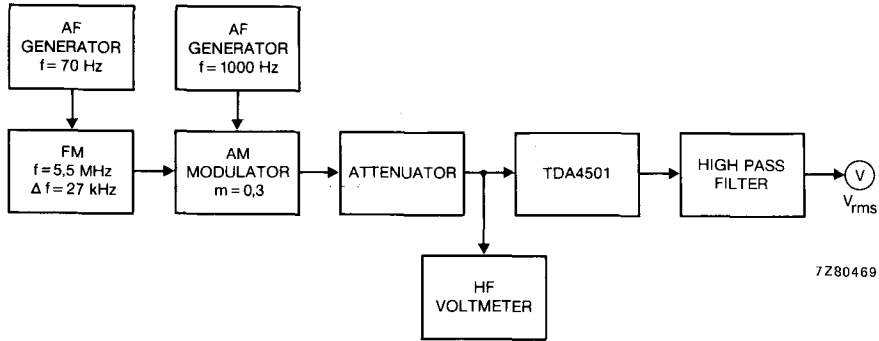 AF
GENERATOR
f = 70 Hz
AF
GENERATOR
f = 1000 Hz
FM
f = 5,5 MHz
Δ f = 27 kHz
AM
MODULATOR
m = 0,3
ATTENUATOR
TDA4501
HIGH PASS
FILTER
V
Vrms
HF
VOLTMETER
7Z80469